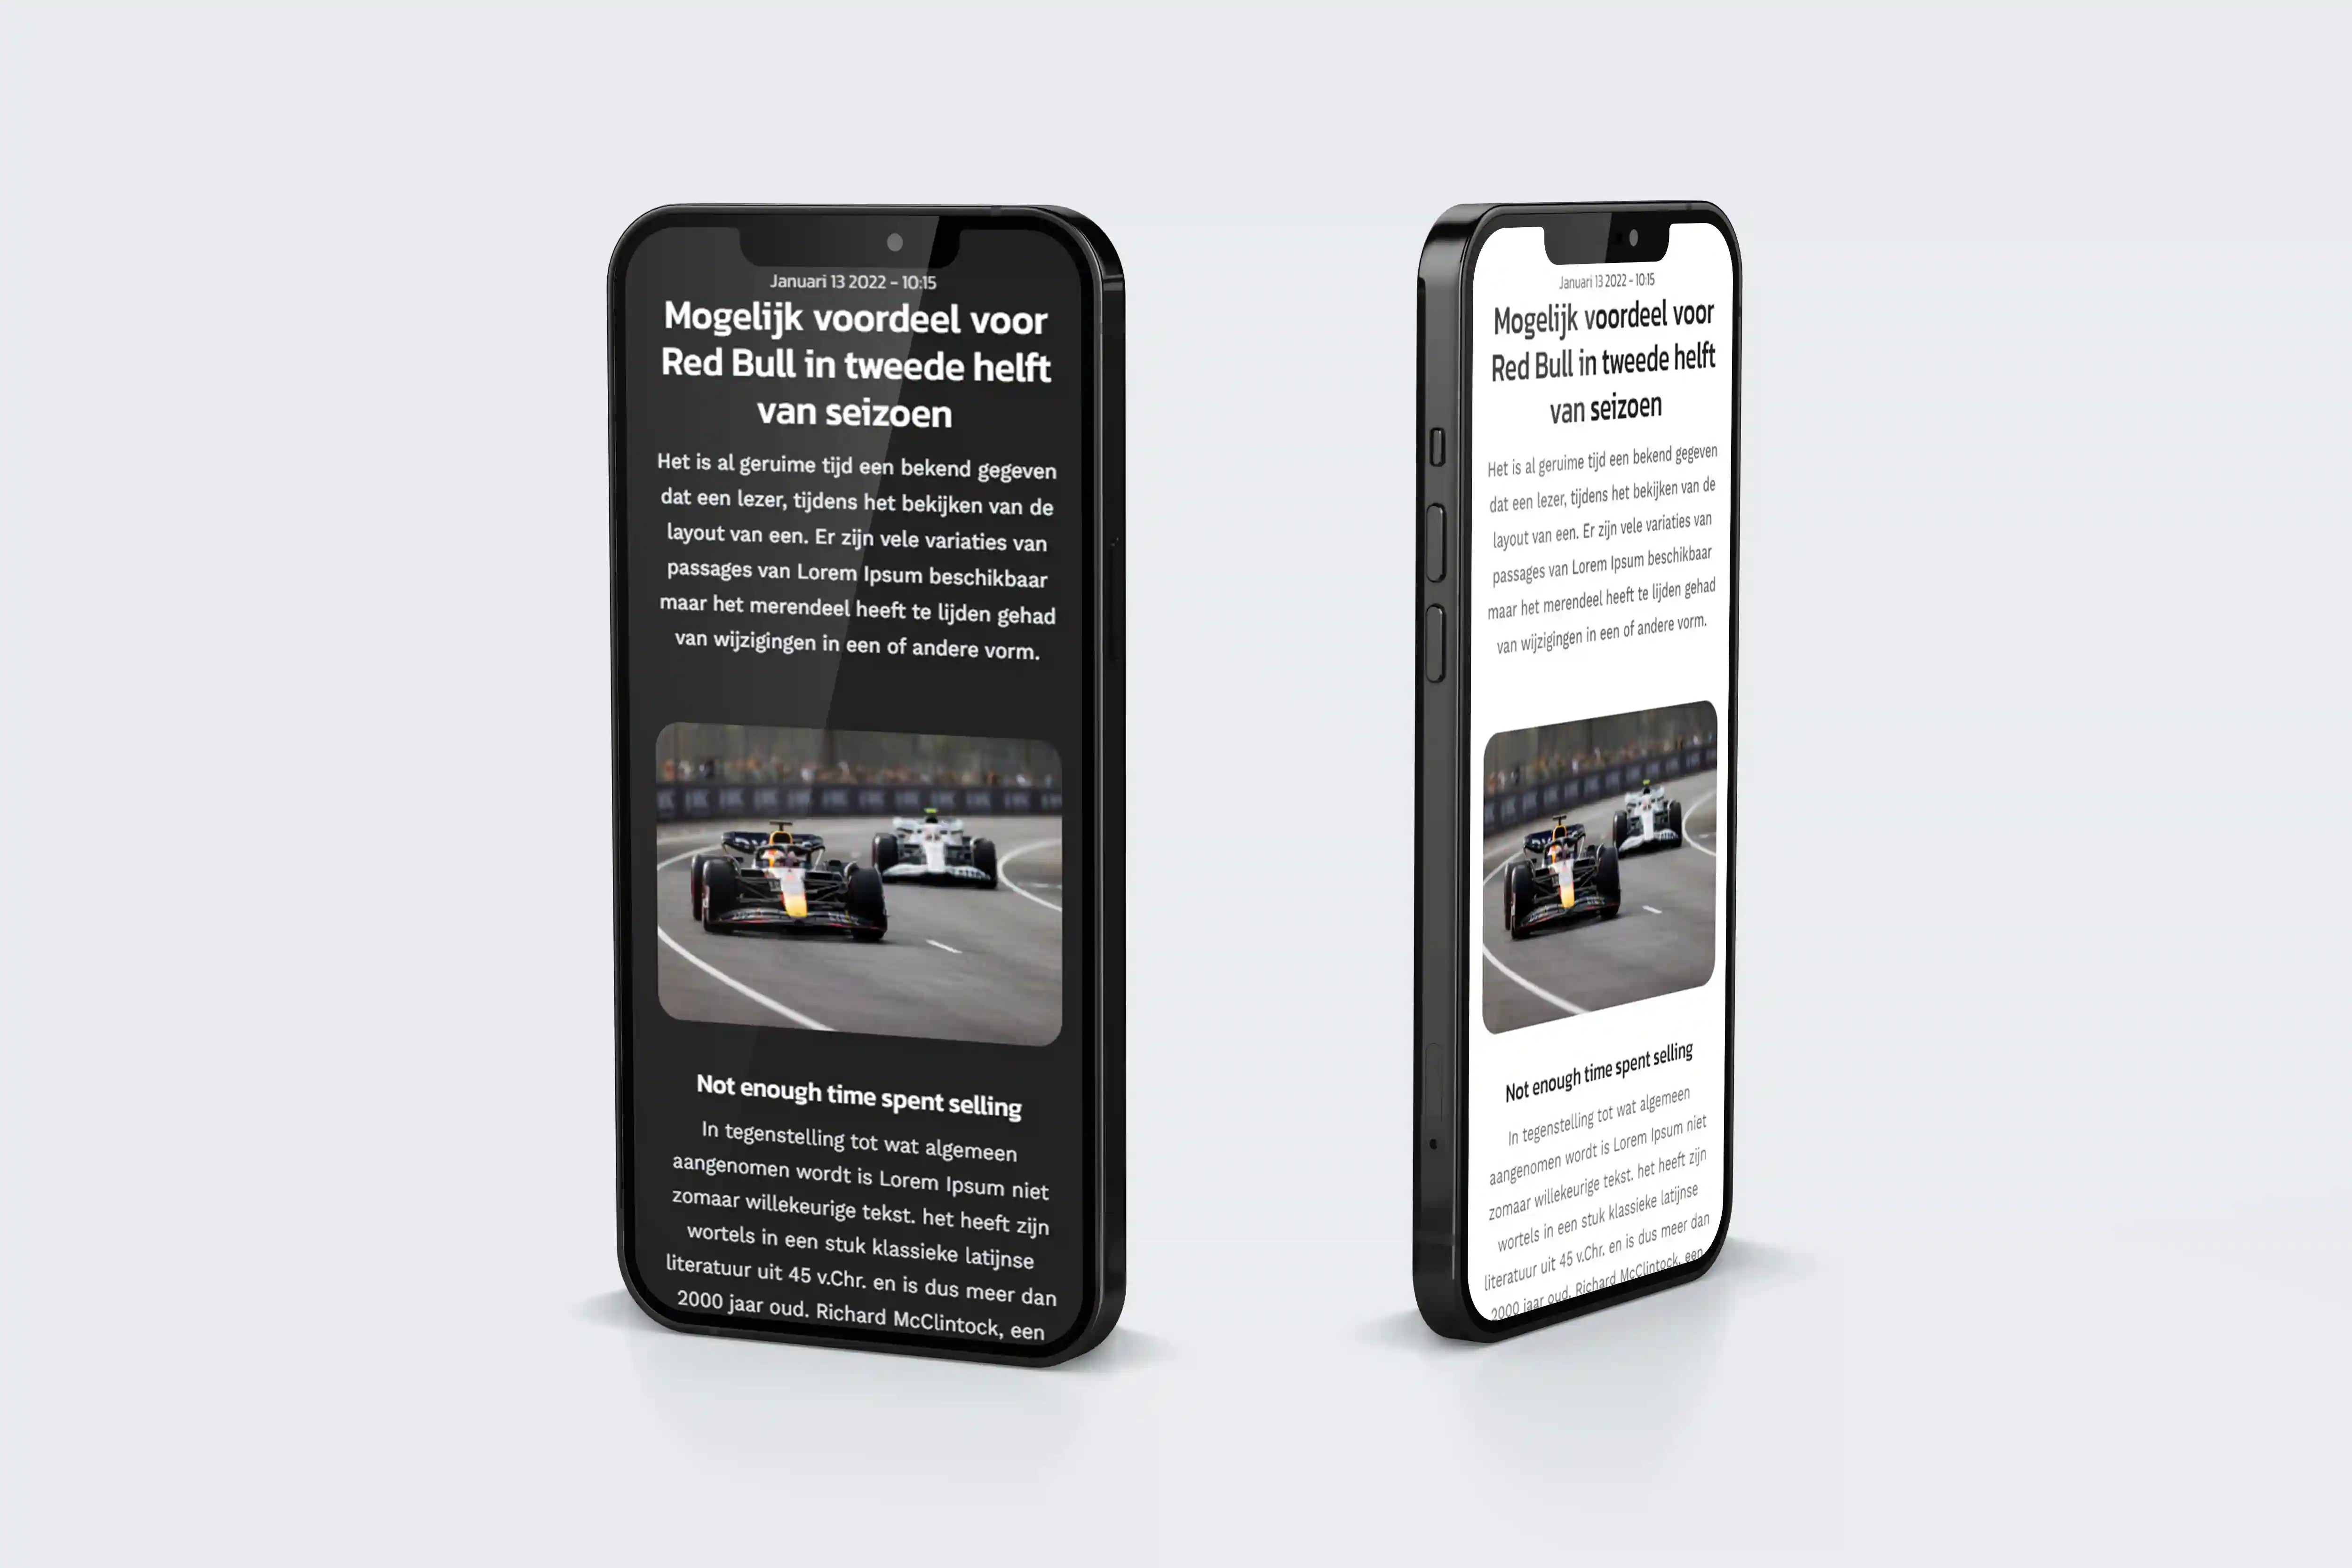 Januari 13 2022 - 10:15
Mogelijk voordeel voor
Red Bull in tweede helft
van seizoen
Het is al geruime tijd een bekend gegeven
dat een lezer, tijdens het bekijken van de
layout van een. Er zijn vele variaties van
passages van Lorem Ipsum beschikbaar
maar het merendeel heeft te lijden gehad
van wijzigingen in een of andere vorm.
Not enough time spent selling
In tegenstelling tot wat algemeen
aangenomen wordt is Lorem Ipsum niet
zomaar willekeurige tekst. het heeft zijn
wortels in een stuk klassieke latijnse
literatuur uit 45 v.Chr. en is dus meer dan
2000 jaar oud. Richard McClintock, een
Januari 13 2022 - 10:15
Mogelijk voordeel voor
Red Bull in tweede helft
van seizoen
Het is al geruime tijd een bekend gegeven
dat een lezer, tijdens het bekijken van de
layout van een. Er zijn vele variaties van
passages van Lorem Ipsum beschikbaar
maar het merendeel heeft te lijden gehad
van wijzigingen in een of andere vorm.
Not enough time spent selling
In tegenstelling tot wat algemeen
aangenomen wordt is Lorem Ipsum niet
zomaar willekeurige tekst. het heeft zijn
wortels in een stuk klassieke latijnse
literatuur uit 45 v.Chr. en is dus meer dan
2000 jaar oud. Richard McClintock, een